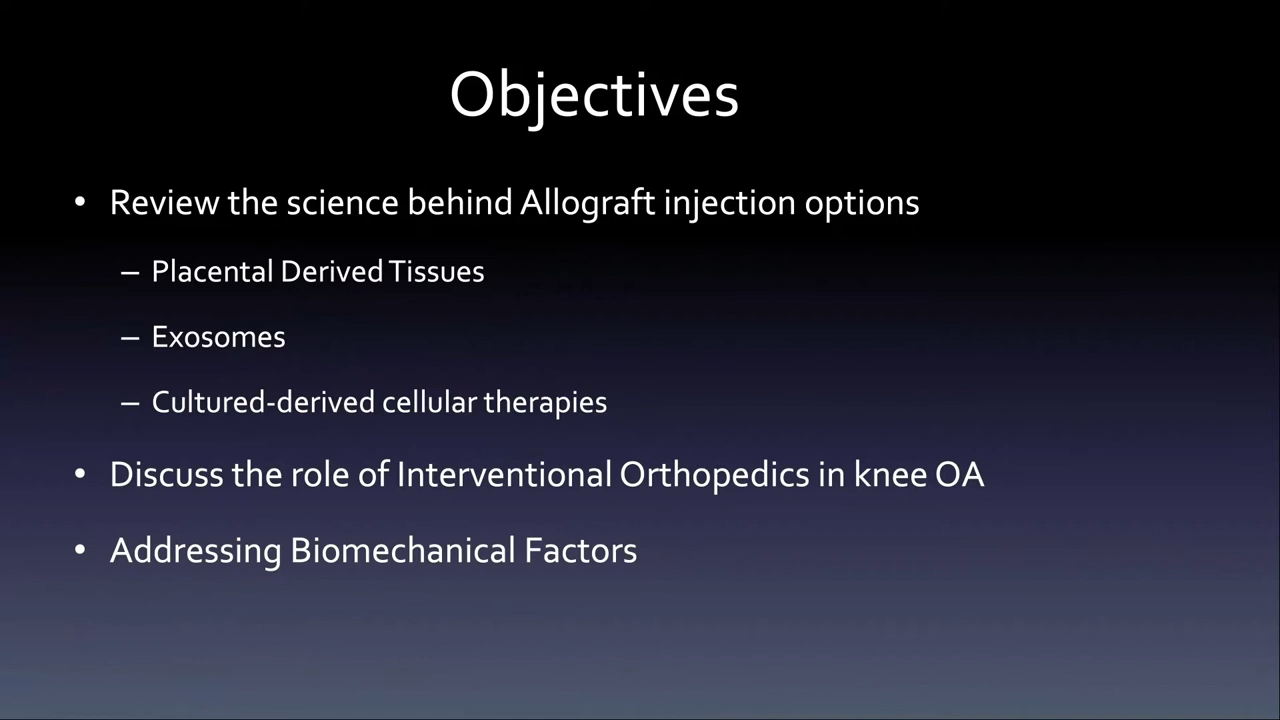 Objectives
• Review the science behind Allograft injection options
– Placental Derived Tissues
– Exosomes
– Cultured-derived cellular therapies
• Discuss the role of Interventional Orthopedics in knee OA
• Addressing Biomechanical Factors